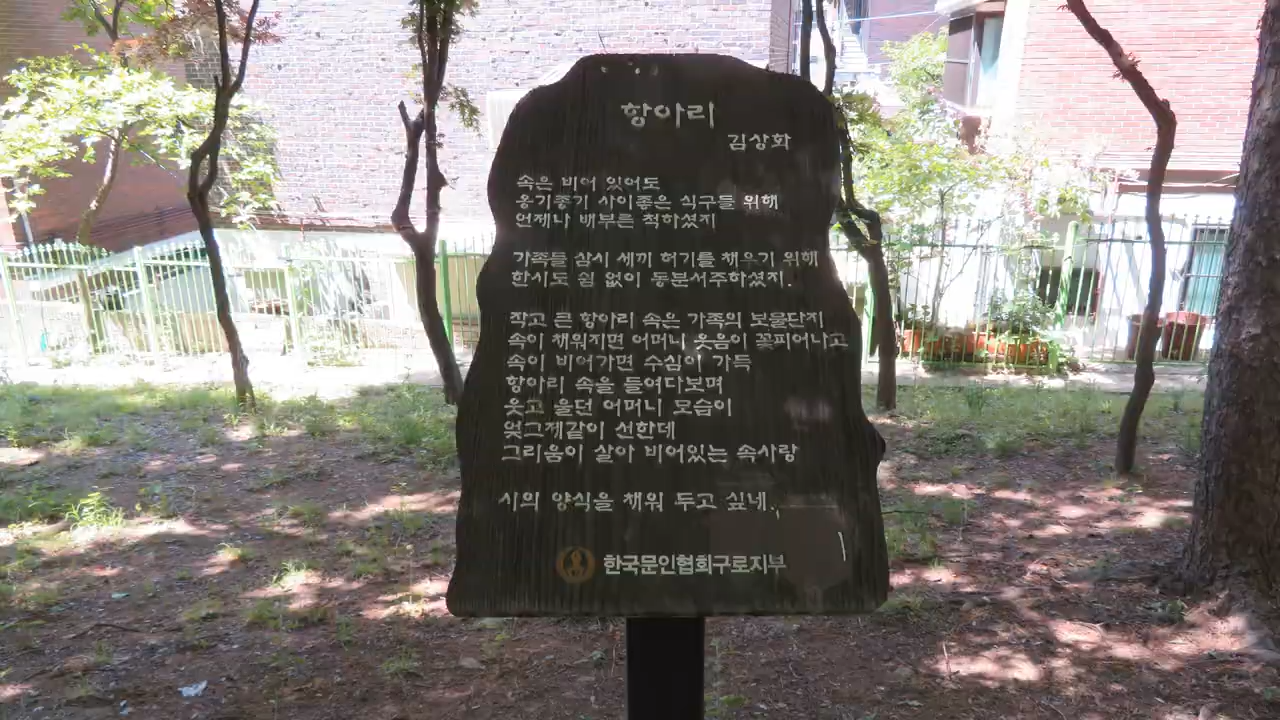 항아리
김상화
속은 비어 있어도
옹기종기 사이좋은 식구들 위해
언제나 배부른 척하셨지
가족들 삼시 세끼 허기를 채우기 위해
한시도 쉼 없이 동분서주하셨지.
작고 큰 항아리 속은 가족의 보물단지
속이 채워지면 어머니 웃음이 꽃피어나고
속이 비어가면 수심이 가득
항아리 속을 들여다보며
웃고 울던 어머니 모습이
엊그제같이 선한데
그리움이 살아 비어있는 속사랑
시의 양식을 채워 두고 싶네.
한국문인협회구로지부